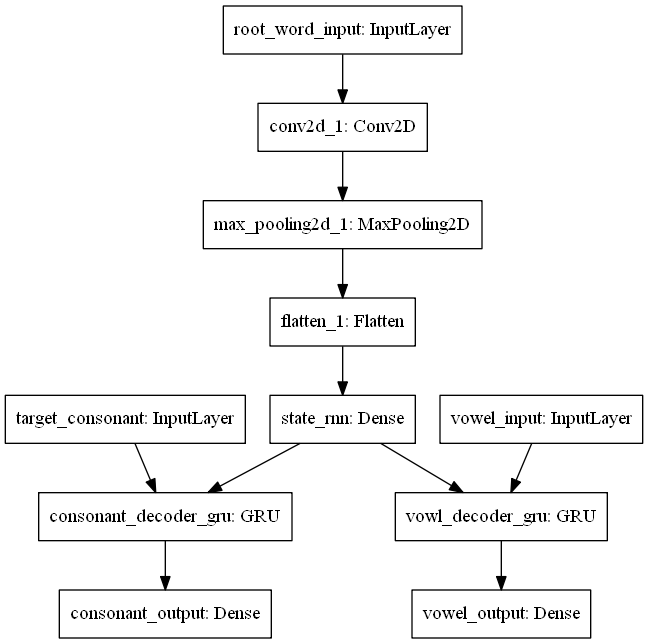 root_word_input: InputLayer
conv2d_1: Conv2D
max_pooling2d_1: MaxPooling2D
flatten_1: Flatten
target_consonant: InputLayer
state_rnn: Dense
vowel_input: InputLayer
consonant_decoder_gru: GRU
vowl_decoder_gru: GRU
consonant_output: Dense
vowel_output: Dense